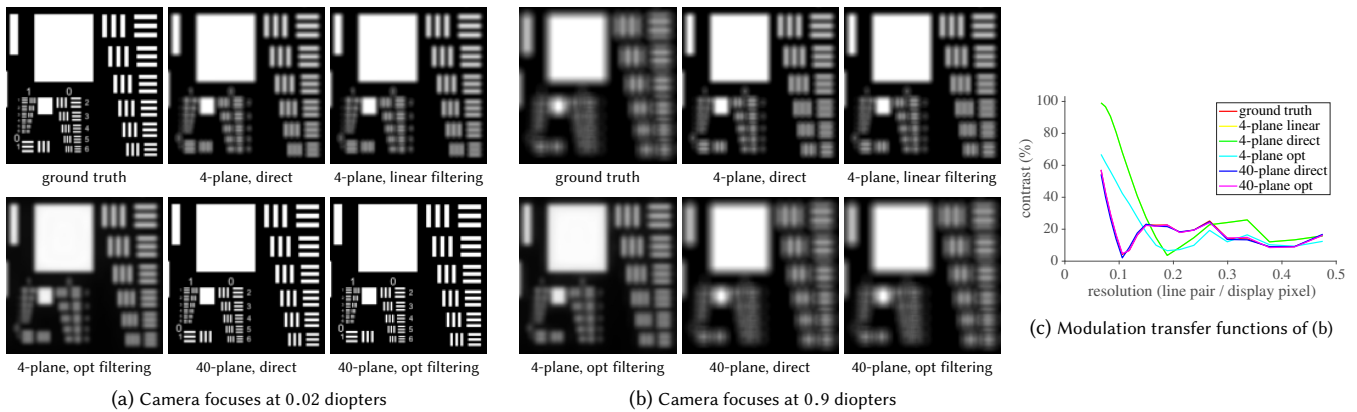 ground truth
4-plane, direct
4-plane, linear filtering
4-plane, opt filtering
40-plane, direct
40-plane, opt filtering
(a) Camera focuses at 0.02 diopters
ground truth
4-plane, direct
4-plane, linear filtering
4-plane, opt filtering
40-plane, direct
40-plane, opt filtering
(b) Camera focuses at 0.9 diopters
100
80
60
40
20
0
contrast (%)
ground truth
4-plane linear
4-plane direct
4-plane opt
40-plane direct
40-plane opt
0 0.1 0.2 0.3 0.4 0.5
resolution (line pair / display pixel)
(c) Modulation transfer functions of (b)